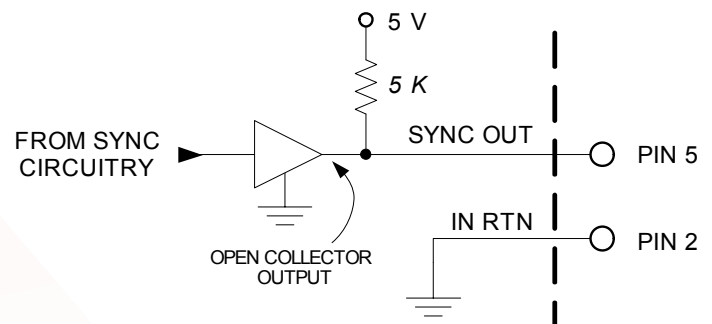 5 V
5 K
FROM SYNC
CIRCUITRY
SYNC OUT
PIN 5
IN RTN
PIN 2
OPEN COLLECTOR
OUTPUT